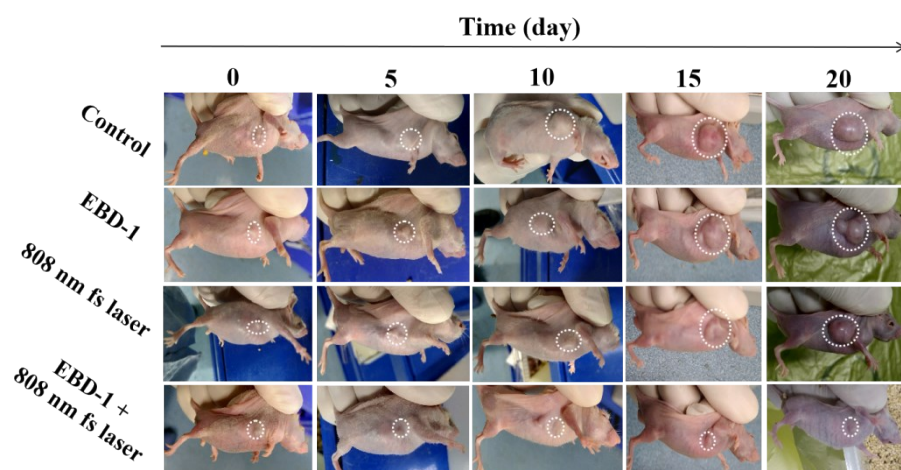 Time (day)
0 5 10 15 20
Control
EBD-1
808 nm fs laser
EBD-1 +
808 nm fs laser